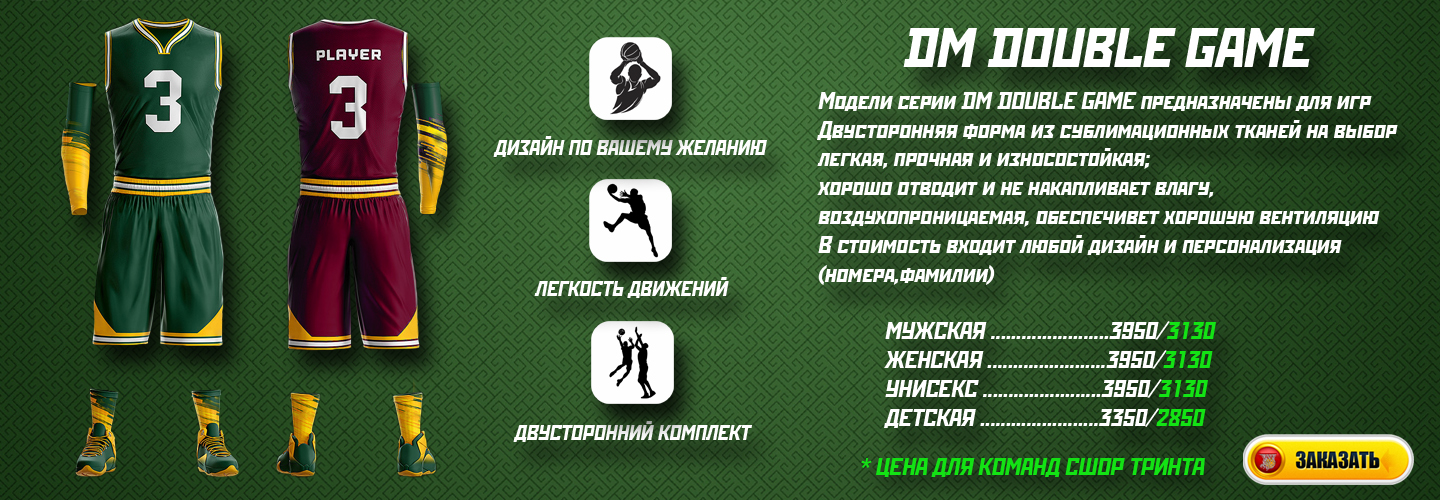 3
PLAYER
3
ДИЗАЙН ПО ВАШЕМУ ЖЕЛАНИЮ
ЛЕГКОСТЬ ДВИЖЕНИЙ
ДВУСТОРОННИЙ КОМПЛЕКТ
DM DOUBLE GAME
Модели серии DM DOUBLE GAME предназначены для игр
Двусторонняя форма из сублимационных тканей на выбор
легкая, прочная и износостойкая;
хорошо отводит и не накапливает влагу,
воздухопроницаемая, обеспечивет хорошую вентиляцию
В стоимость входит любой дизайн и персонализация
(номера,фамилии)
МУЖСКАЯ .......................3950/3130
ЖЕНСКАЯ .......................3950/3130
УНИСЕКС .......................3950/3130
ДЕТСКАЯ .......................3350/2850
* ЦЕНА ДЛЯ КОМАНД СШОР ТРИНТА
ЗАКАЗАТЬ